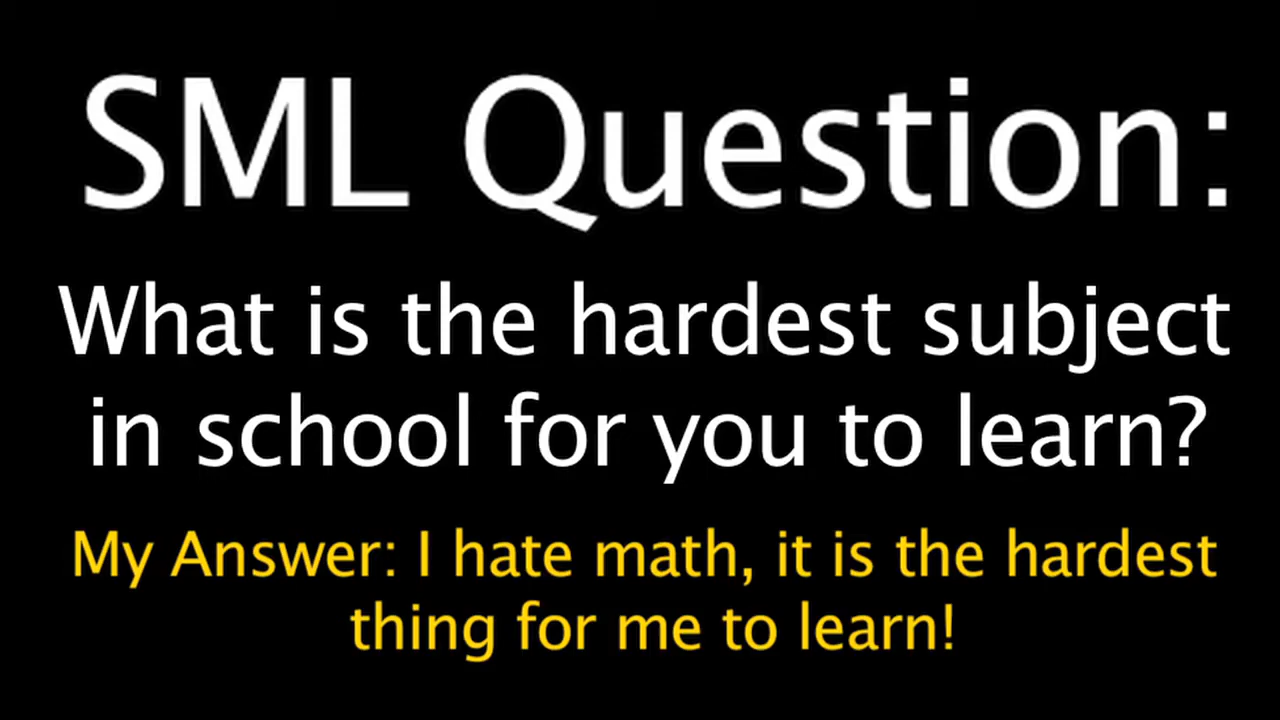 SML Question:
What is the hardest subject
in school for you to learn?
My Answer: I hate math, it is the hardest
thing for me to learn!